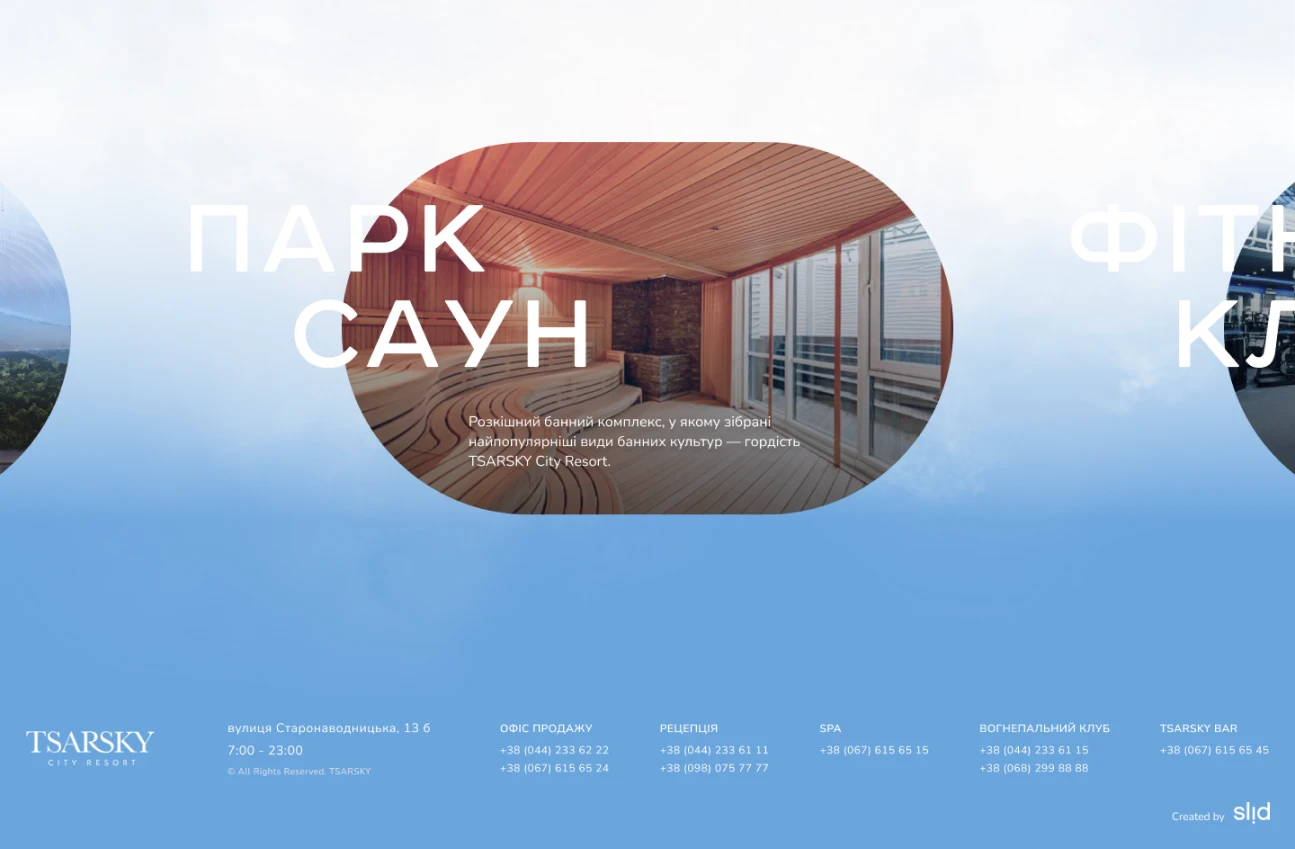 ПАРК
САУН
Розкішний банний комплекс, у якому зібрані
найпопулярніші види банних культур — гордість
TSARSKY City Resort.
TSARSKY
CITY RESORT
вулиця Старонаводницька, 13 б
7:00 - 23:00
© All Rights Reserved. TSARSKY
ОФІС ПРОДАЖУ
+38 (044) 233 62 22
+38 (067) 615 65 24
РЕЦЕПЦІЯ
+38 (044) 233 61 11
+38 (098) 075 77 77
SPA
+38 (067) 615 65 15
ВОГНЕПАЛЬНИЙ КЛУБ
+38 (044) 233 61 15
+38 (068) 299 88 88
TSARSKY BAR
+38 (067) 615 65 45
Created by slid